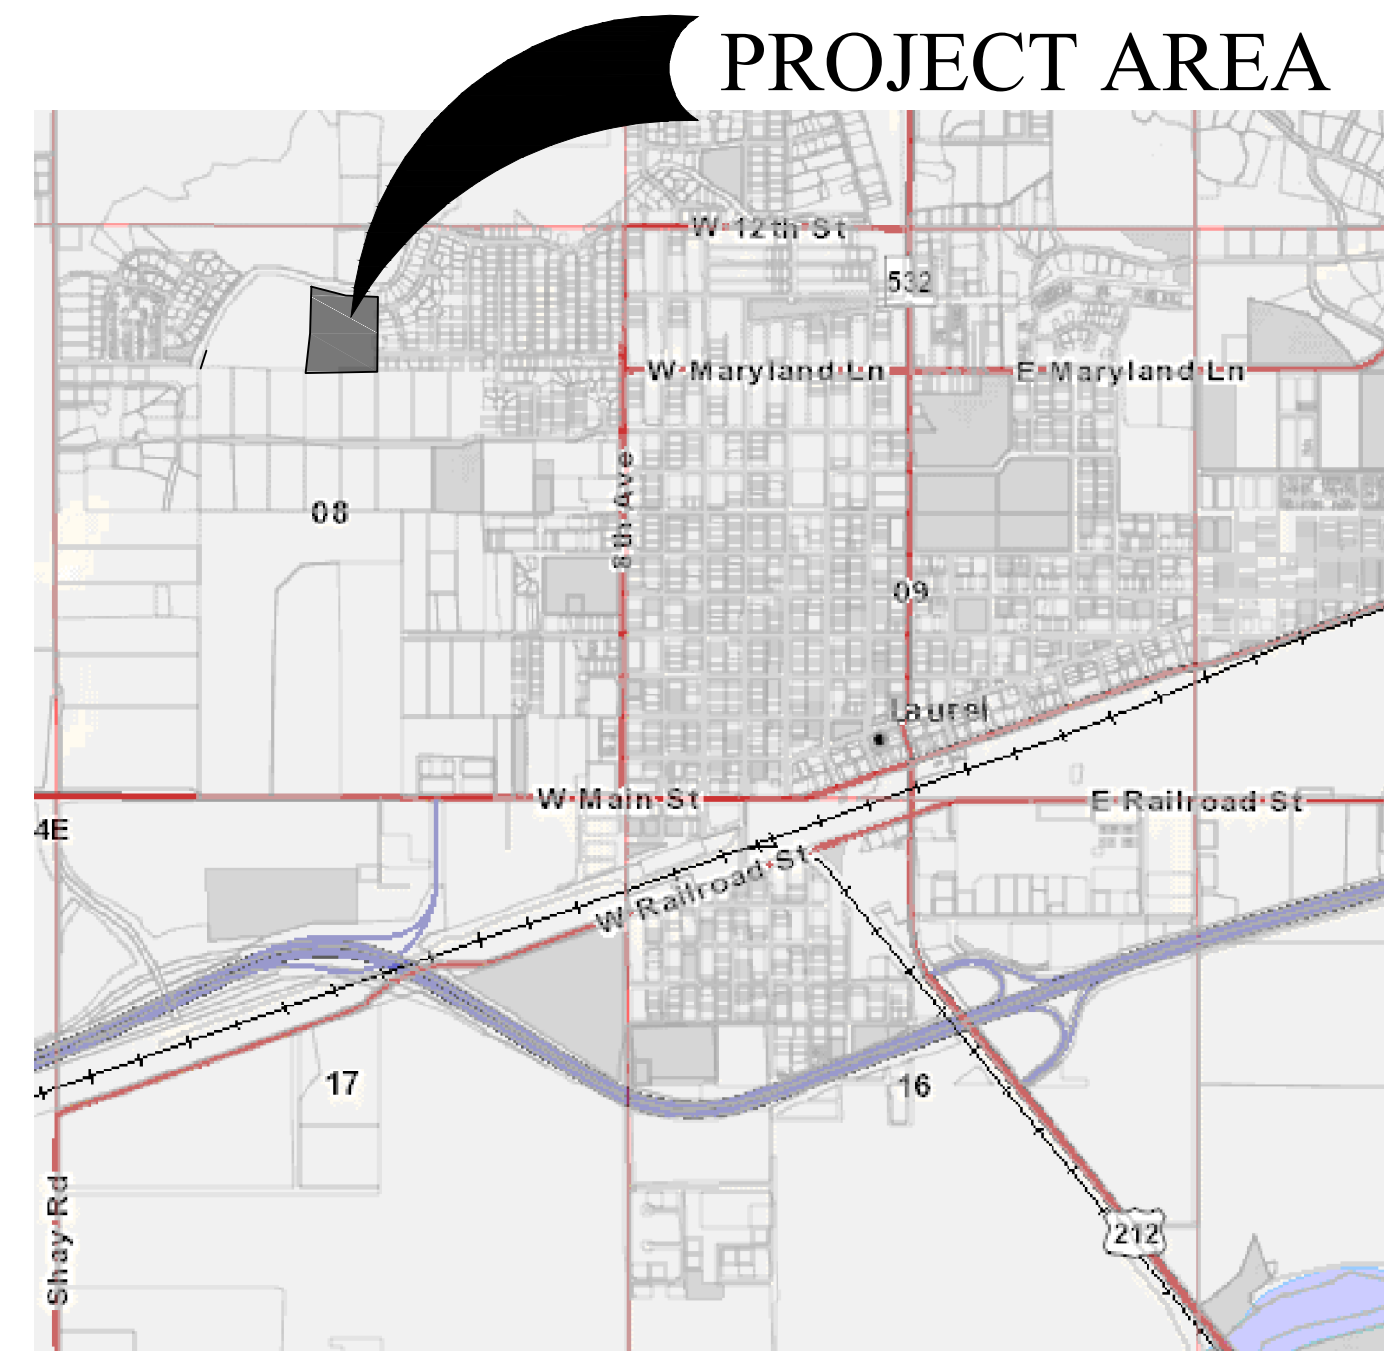 PROJECT AREA
W 12th St
532
W Maryland Ln
E Maryland Ln
8th Ave
08
09
Laurel
W Main St
E Railroad St
4E
W Railroad St
17
16
Shay Rd
212